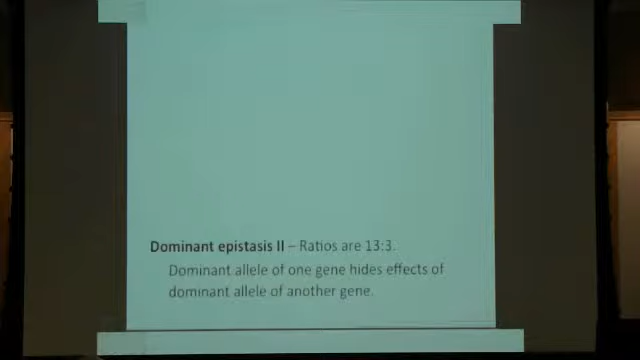 Dominant epistasis II – Ratios are 13:3.
Dominant allele of one gene hides effects of
dominant allele of another gene.